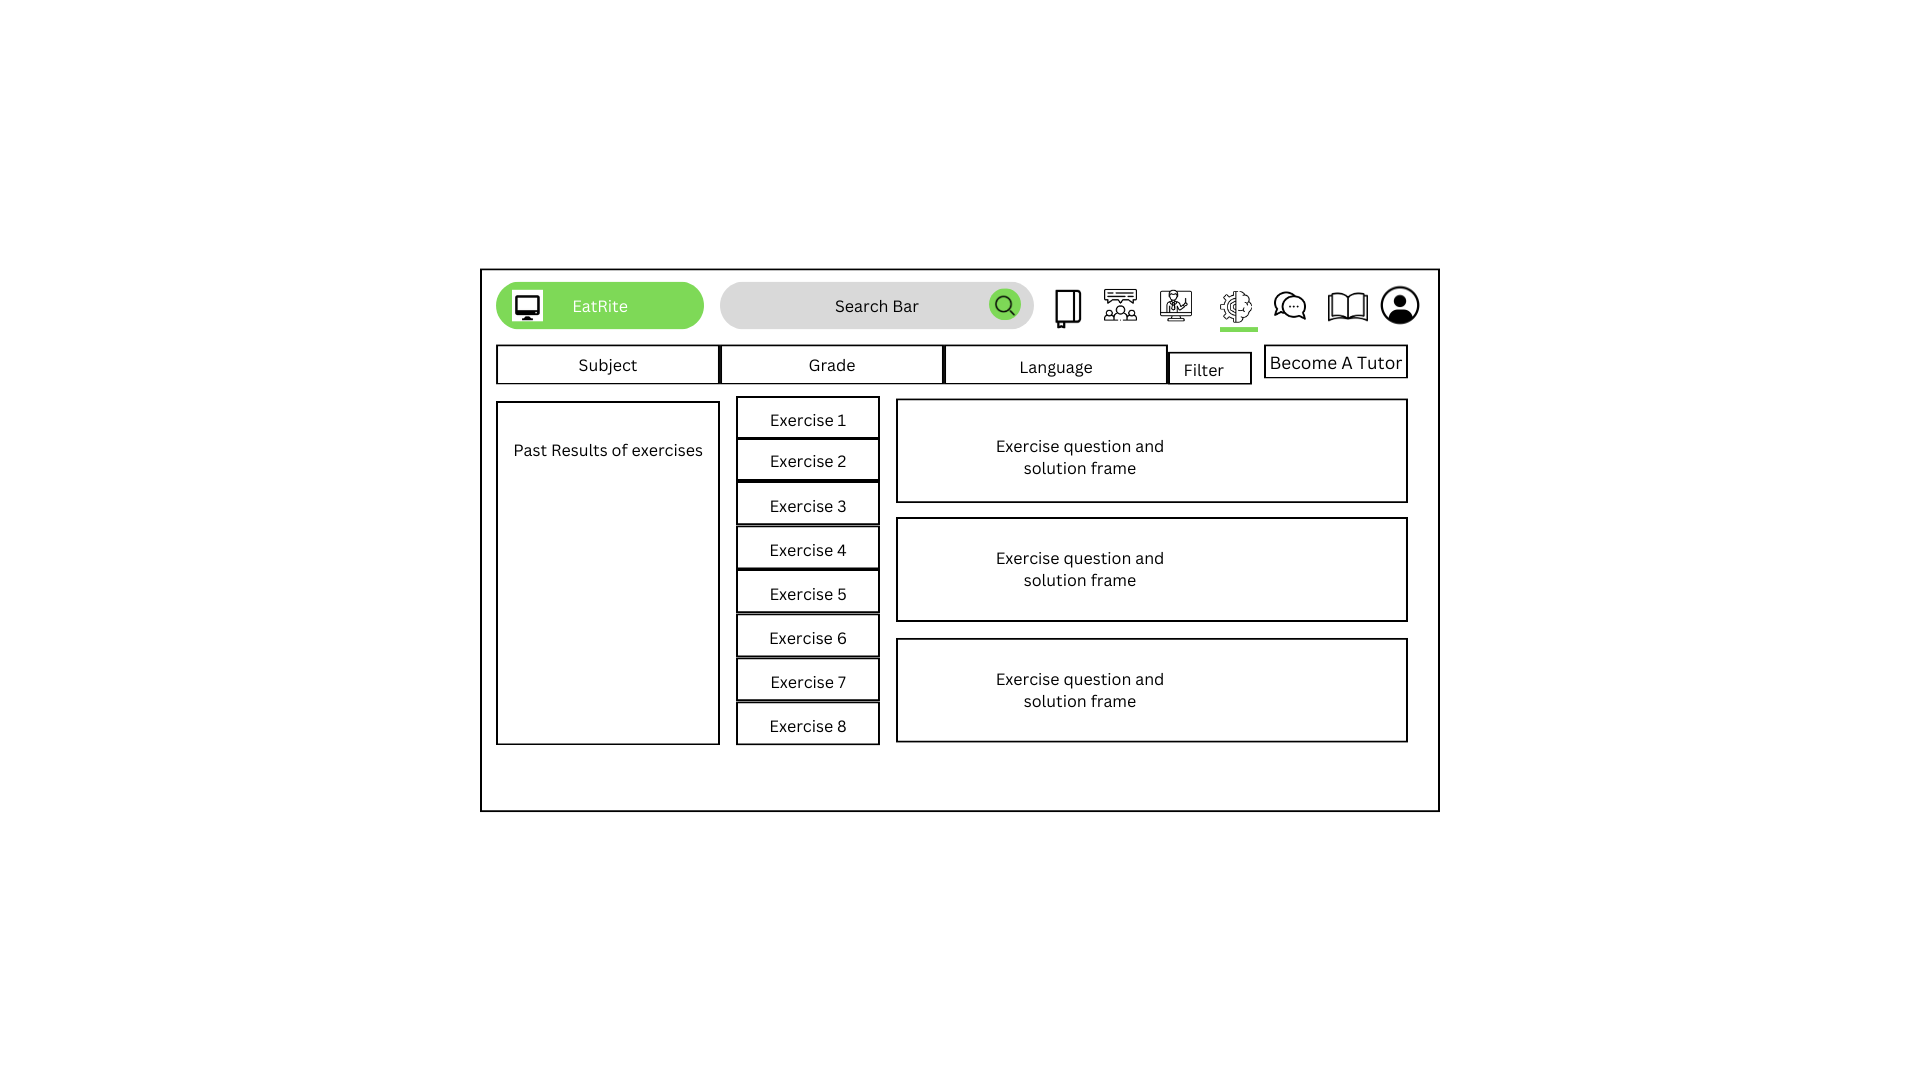 EatRite
Search Bar
Subject
Grade
Language
Filter
Become A Tutor
Past Results of exercises
Exercise 1
Exercise 2
Exercise 3
Exercise 4
Exercise 5
Exercise 6
Exercise 7
Exercise 8
Exercise question and
solution frame
Exercise question and
solution frame
Exercise question and
solution frame